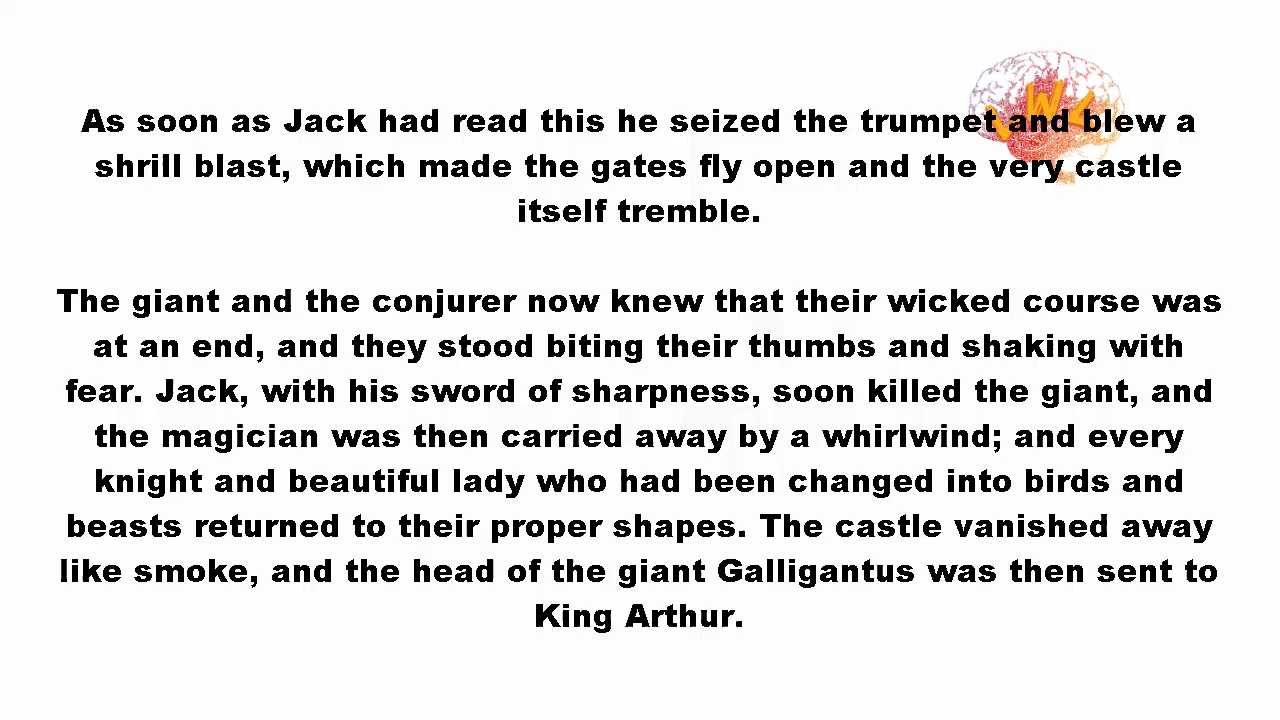 As soon as Jack had read this he seized the trumpet and blew a
shrill blast, which made the gates fly open and the very castle
itself tremble.
The giant and the conjurer now knew that their wicked course was
at an end, and they stood biting their thumbs and shaking with
fear. Jack, with his sword of sharpness, soon killed the giant, and
the magician was then carried away by a whirlwind; and every
knight and beautiful lady who had been changed into birds and
beasts returned to their proper shapes. The castle vanished away
like smoke, and the head of the giant Galligantus was then sent to
King Arthur.